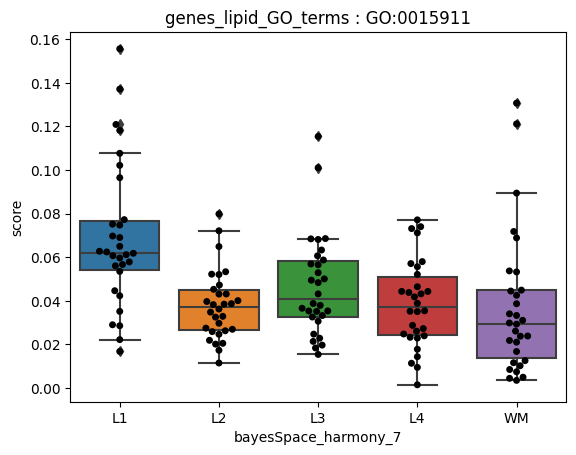 genes_lipid_GO_terms : GO:0015911
0.16
0.14
0.12
0.10
0.08
0.06
0.04
0.02
0.00
score
L1 L2 L3 L4 WM
bayesSpace_harmony_7